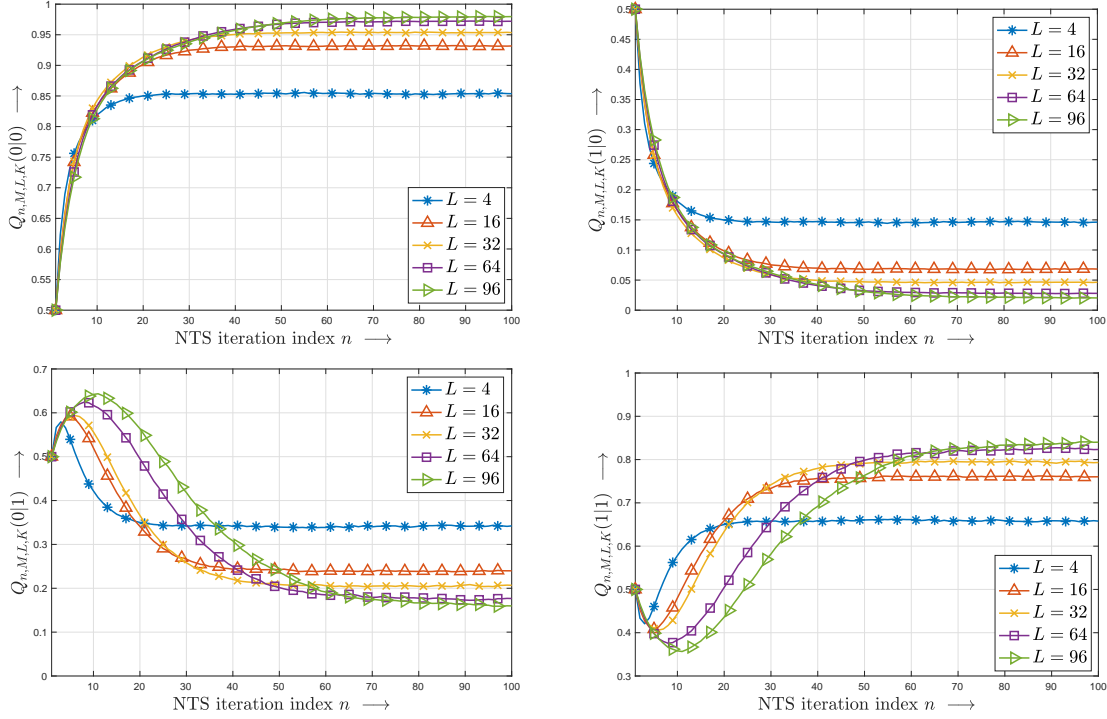 1
0.95
0.9
0.85
0.8
0.75
0.7
0.65
0.6
0.55
0.5
10 20 30 40 50 60 70 80 90 100
Q_{n,M,L,K}(0|0) ⟶
NTS iteration index n ⟶
L = 4
L = 16
L = 32
L = 64
L = 96
0.5
0.45
0.4
0.35
0.3
0.25
0.2
0.15
0.1
0.05
0
10 20 30 40 50 60 70 80 90 100
Q_{n,M,L,K}(1|0) ⟶
NTS iteration index n ⟶
L = 4
L = 16
L = 32
L = 64
L = 96
0.7
0.6
0.5
0.4
0.3
0.2
0.1
0
10 20 30 40 50 60 70 80 90 100
Q_{n,M,L,K}(0|1) ⟶
NTS iteration index n ⟶
L = 4
L = 16
L = 32
L = 64
L = 96
1
0.9
0.8
0.7
0.6
0.5
0.4
0.3
10 20 30 40 50 60 70 80 90 100
Q_{n,M,L,K}(1|1) ⟶
NTS iteration index n ⟶
L = 4
L = 16
L = 32
L = 64
L = 96